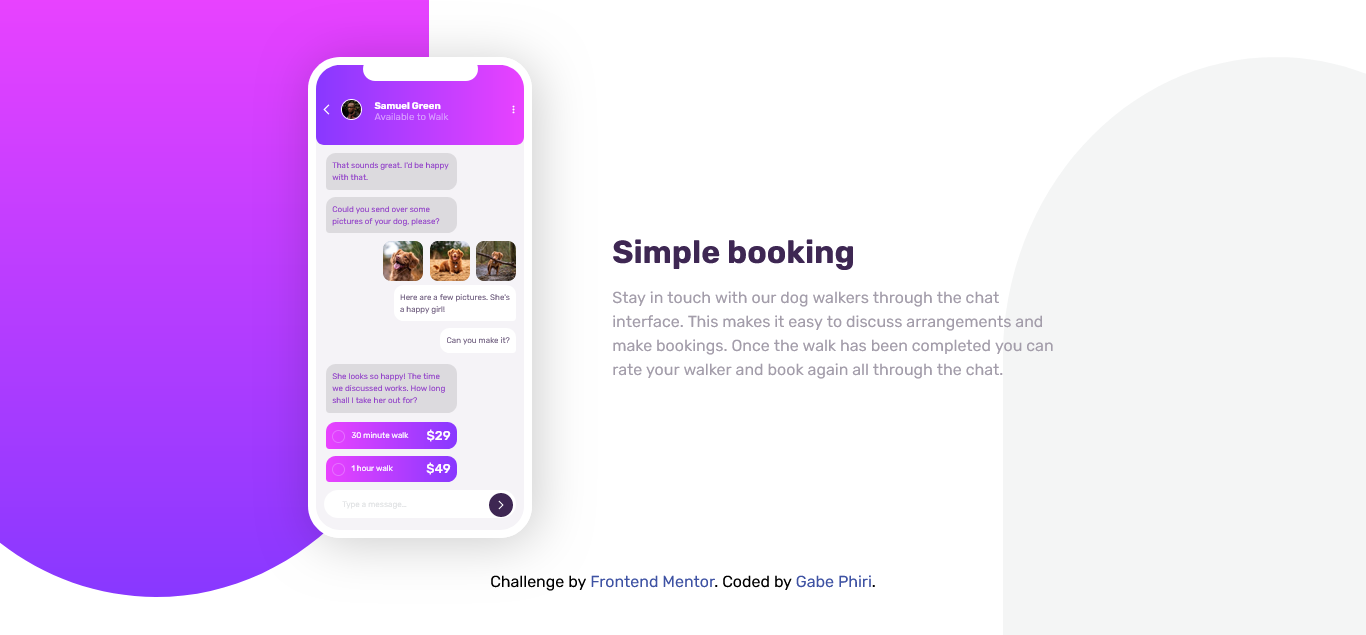 Samuel Green
Available to Walk
That sounds great. I'd be happy
with that.
Could you send over some
pictures of your dog, please?
Here are a few pictures. She's
a happy girl!
Can you make it?
She looks so happy! The time
we discussed works. How long
shall I take her out for?
30 minute walk $29
1 hour walk $49
Type a message...
Simple booking
Stay in touch with our dog walkers through the chat
interface. This makes it easy to discuss arrangements and
make bookings. Once the walk has been completed you can
rate your walker and book again all through the chat.
Challenge by Frontend Mentor. Coded by Gabe Phiri.